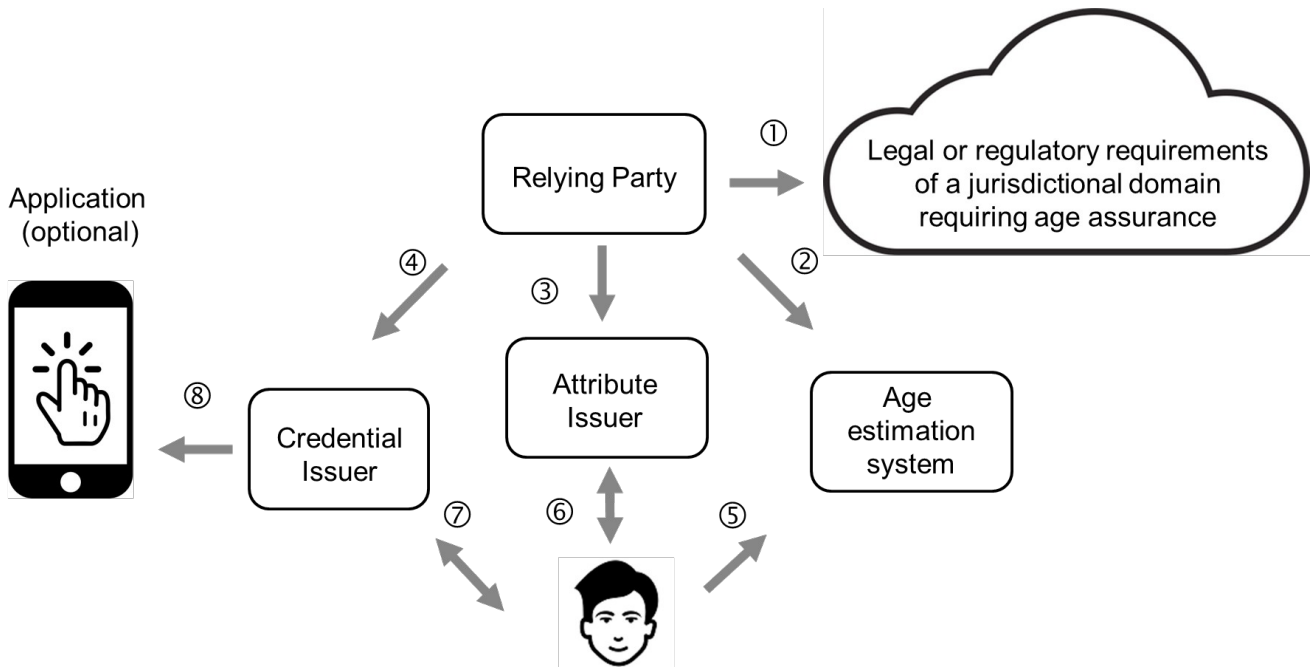 ①
Legal or regulatory requirements
of a jurisdictional domain
requiring age assurance
Relying Party
Application
(optional)
④
③
②
Attribute
Issuer
Age
estimation
system
⑧
Credential
Issuer
⑦
⑥
⑤